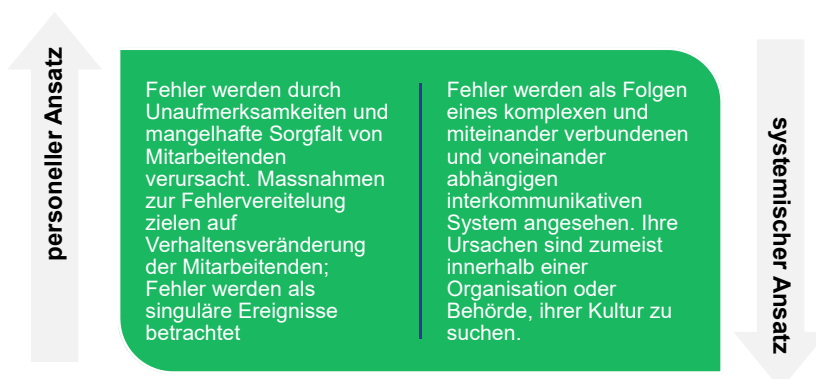 personeller Ansatz
Fehler werden durch
Unaufmerksamkeiten und
mangelhafte Sorgfalt von
Mitarbeitenden
verursacht. Massnahmen
zur Fehlervereitelung
zielen auf
Verhaltensveränderung
der Mitarbeitenden;
Fehler werden als
singuläre Ereignisse
betrachtet
Fehler werden als Folgen
eines komplexen und
miteinander verbundenen
und voneinander
abhängigen
interkommunikativen
System angesehen. Ihre
Ursachen sind zumeist
innerhalb einer
Organisation oder
Behörde, ihrer Kultur zu
suchen.
systemischer Ansatz